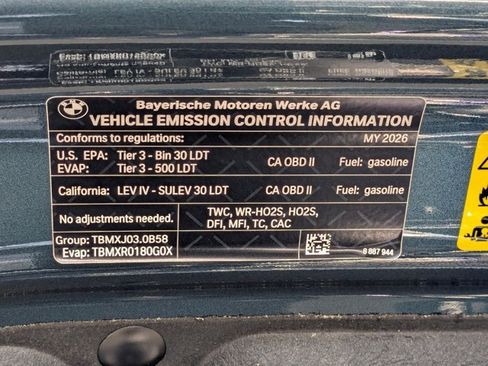 BMW
Bayerische Motoren Werke AG
VEHICLE EMISSION CONTROL INFORMATION
Conforms to regulations: MY 2026
U.S. EPA: Tier 3 - Bin 30 LDT CA OBD II Fuel: gasoline
EVAP: Tier 3 - 500 LDT
California: LEV IV - SULEV 30 LDT CA OBD II Fuel: gasoline
No adjustments needed.
TWC, WR-HO2S, HO2S,
DFI, MFI, TC, CAC
Group: TBMXJ03.0B58
Evap: TBMXR0180G0X
8 887 944